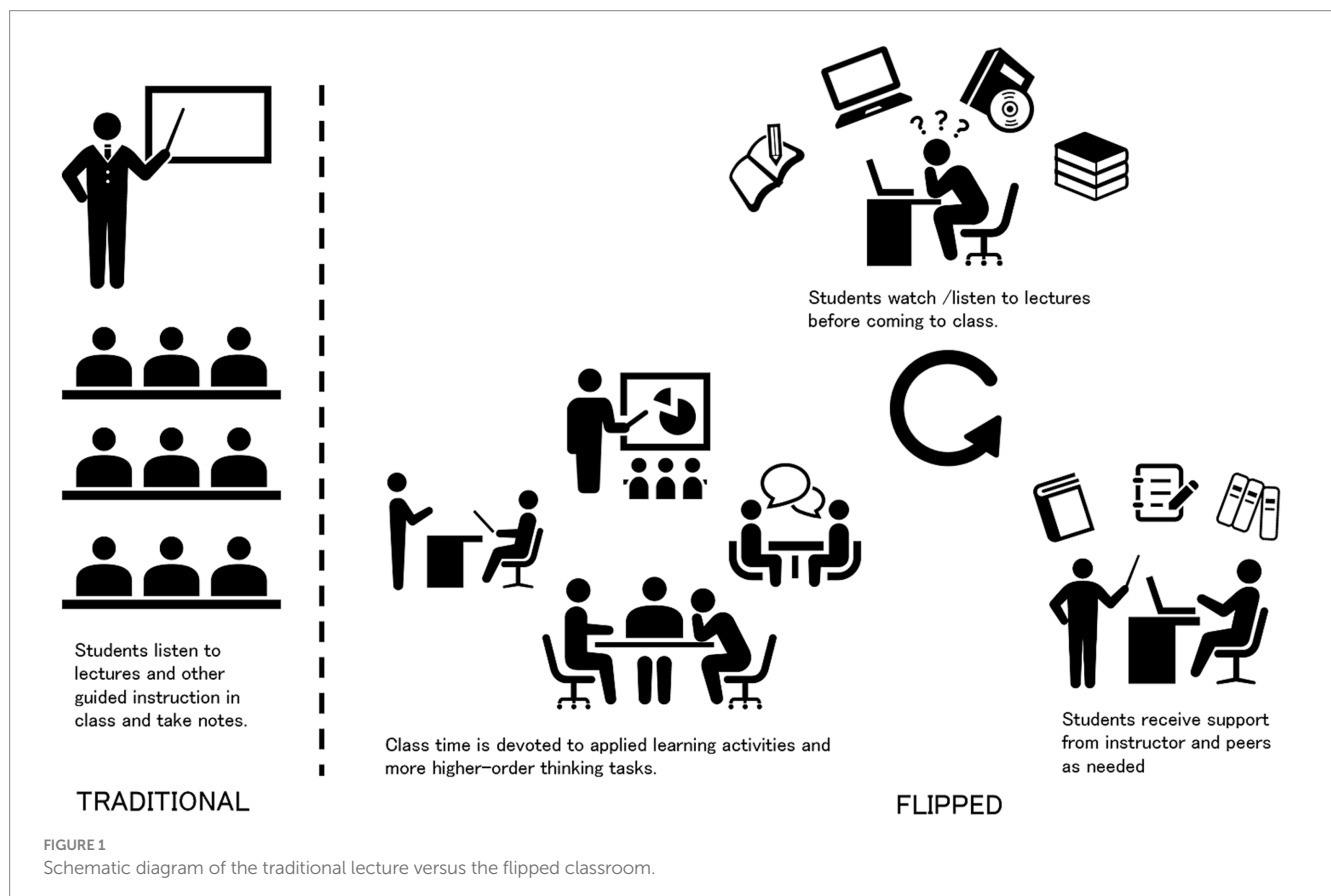 Students watch /listen to lectures
before coming to class.
Students listen to
lectures and other
guided instruction in
class and take notes.
Class time is devoted to applied learning activities and
more higher-order thinking tasks.
Students receive support
from instructor and peers
as needed
TRADITIONAL
FLIPPED
FIGURE 1
Schematic diagram of the traditional lecture versus the flipped classroom.